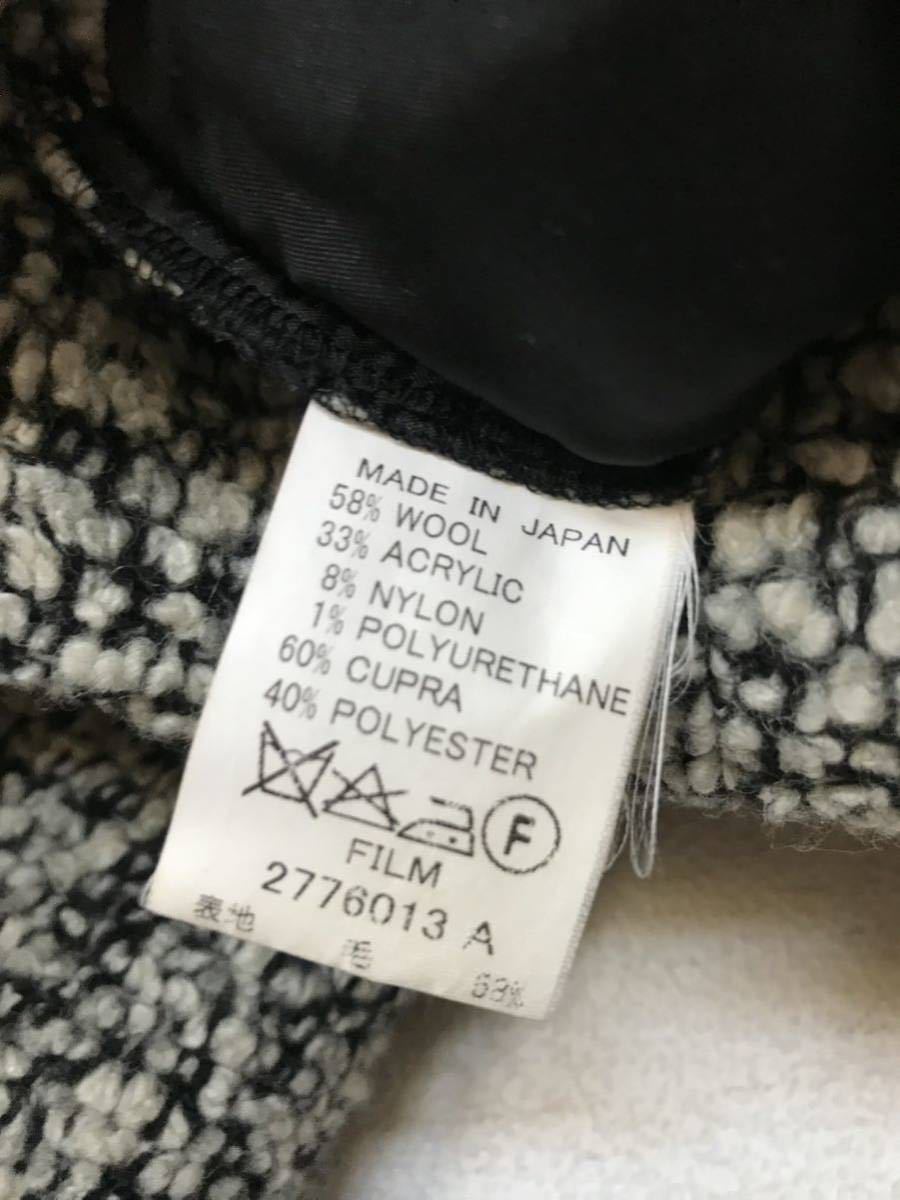 MADE IN JAPAN
58% WOOL
33% ACRYLIC
8% NYLON
1% POLYURETHANE
60% CUPRA
40% POLYESTER
F
FILM
2776013 A
表地 毛 58%